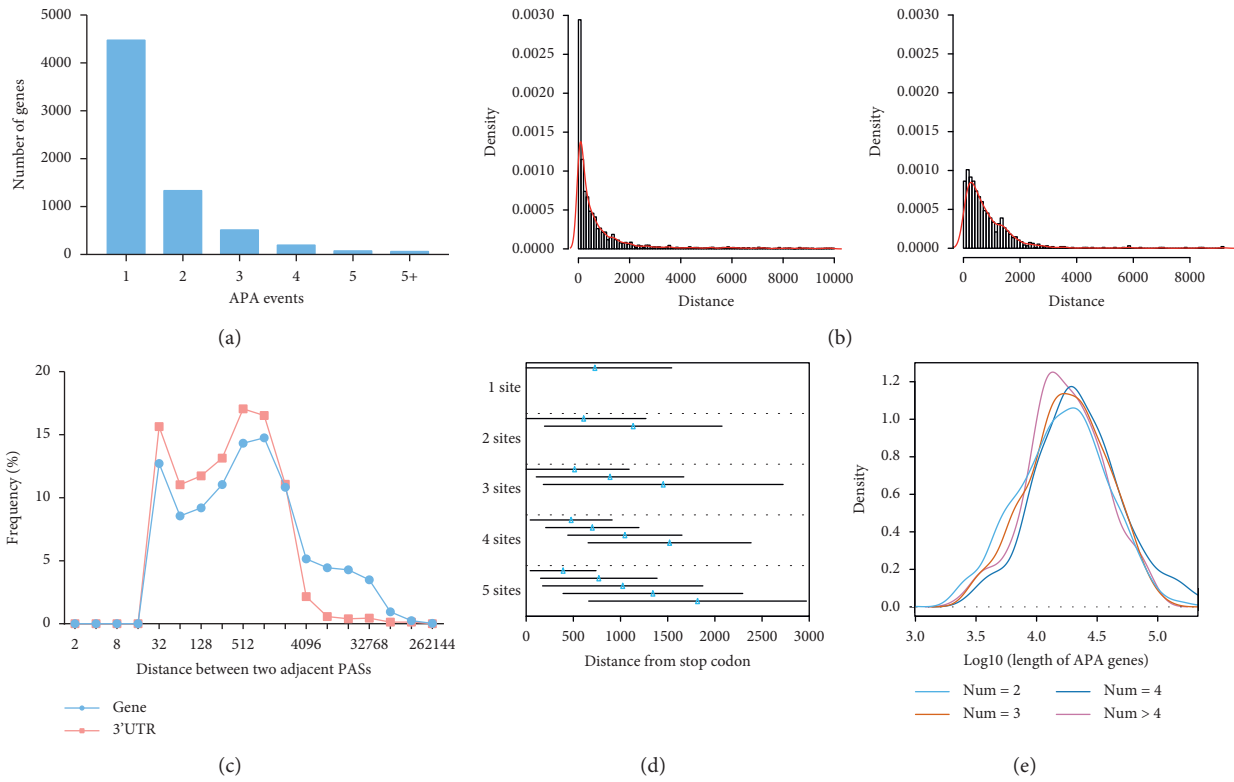 5000
4000
3000
2000
1000
0
Number of genes
1 2 3 4 5 5+
APA events
(a)
0.0030
0.0025
0.0020
0.0015
0.0010
0.0005
0.0000
Density
0 2000 4000 6000 8000 10000
Distance
0.0030
0.0025
0.0020
0.0015
0.0010
0.0005
0.0000
Density
0 2000 4000 6000 8000
Distance
(b)
20
15
10
5
0
Frequency (%)
2 8 32 128 512 4096 32768 262144
Distance between two adjacent PASs
Gene
3'UTR
(c)
1 site
2 sites
3 sites
4 sites
5 sites
0 500 1000 1500 2000 2500 3000
Distance from stop codon
(d)
1.2
1.0
0.8
0.6
0.4
0.2
0.0
Density
3.0 3.5 4.0 4.5 5.0
Log10 (length of APA genes)
Num = 2
Num = 3
Num = 4
Num > 4
(e)